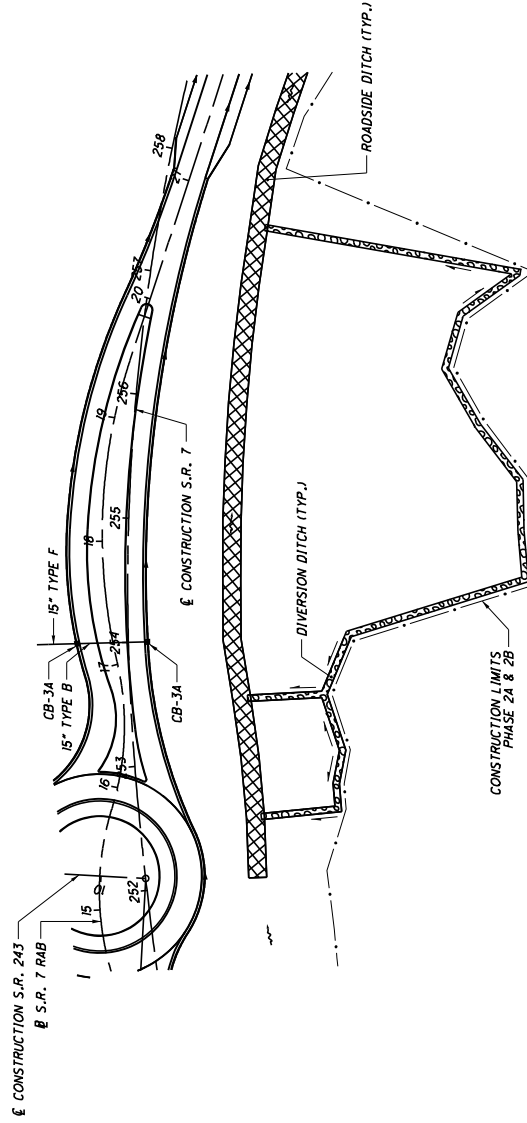 ℄ CONSTRUCTION S.R. 243
B S.R. 7 RAB
CB-3A
15" TYPE F
15" TYPE B
CB-3A
℄ CONSTRUCTION S.R. 7
DIVERSION DITCH (TYP.)
ROADSIDE DITCH (TYP.)
CONSTRUCTION LIMITS
PHASE 2A & 2B
15
10
16
17
18
19
20
21
252
53
254
255
256
257
258